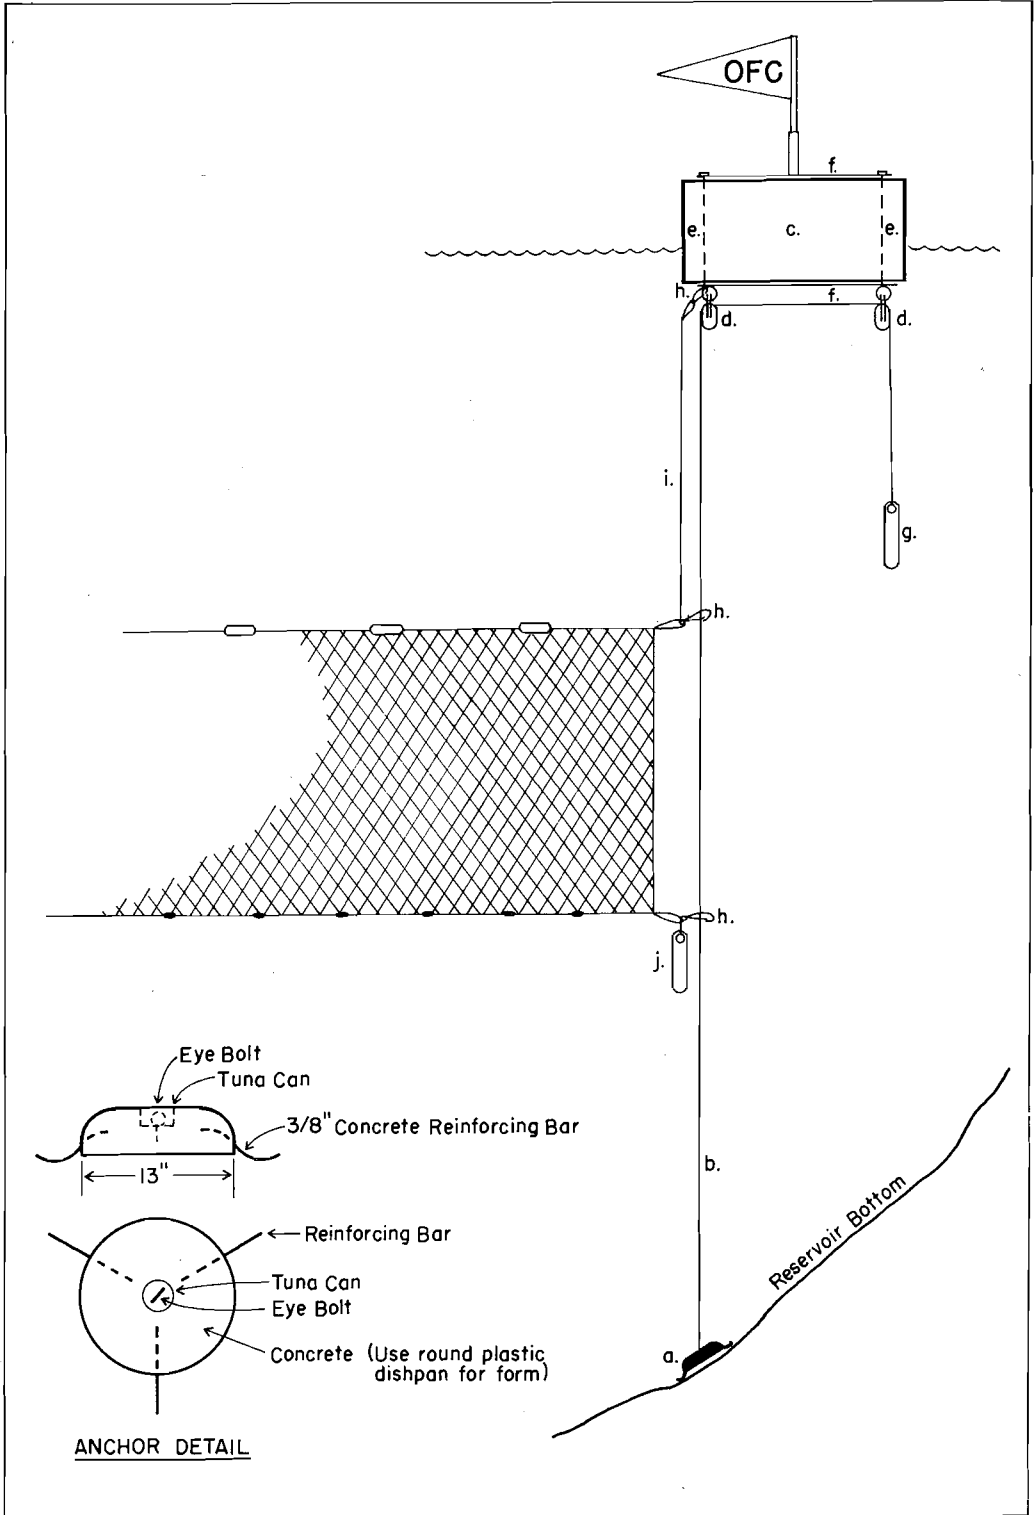 OFC
f.
e.
c.
e.
h.
f.
d.
d.
i.
g.
h.
h.
j.
Eye Bolt
Tuna Can
3/8" Concrete Reinforcing Bar
13"
b.
Reservoir Bottom
Reinforcing Bar
Tuna Can
Eye Bolt
a.
Concrete (Use round plastic
dishpan for form)
ANCHOR DETAIL